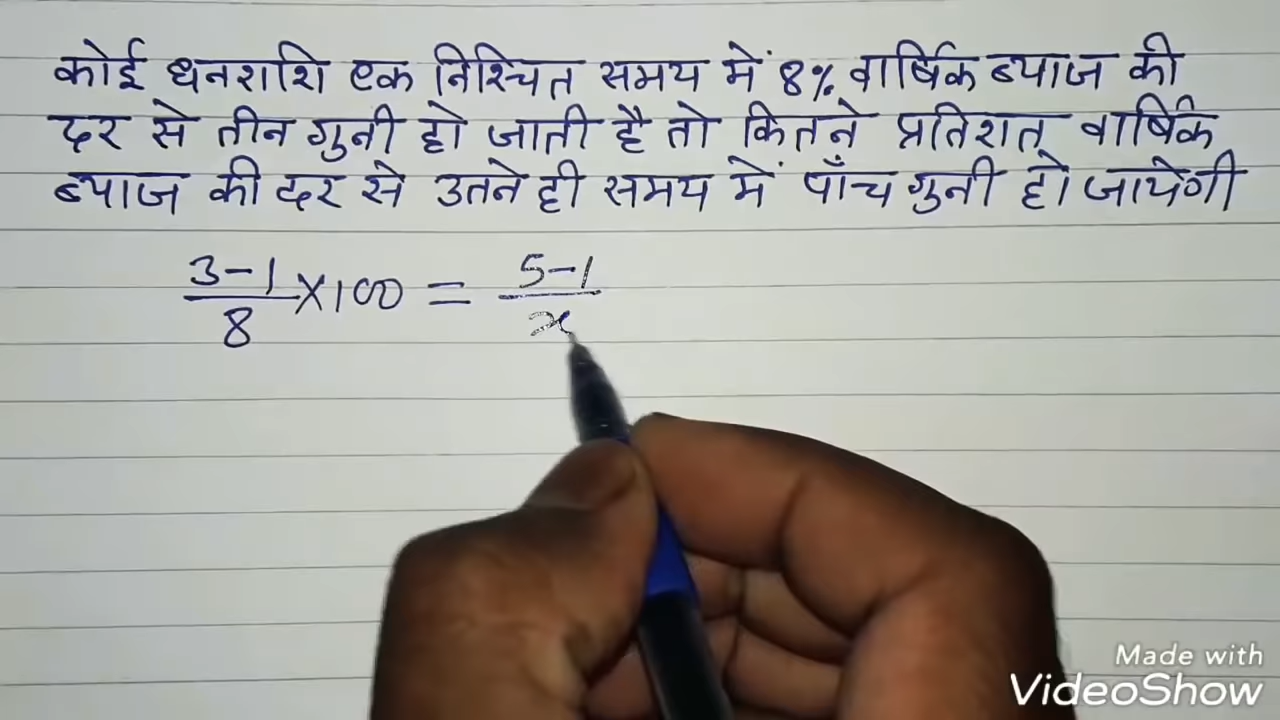 कोई धनराशि एक निश्चित समय में 8% वार्षिक ब्याज की
दर से तीन गुनी हो जाती है तो कितने प्रतिशत वार्षिक
ब्याज की दर से उतने ही समय में पाँच गुनी हो जायेगी
3-1/8 × 100 = 5-1/x
Made with
VideoShow